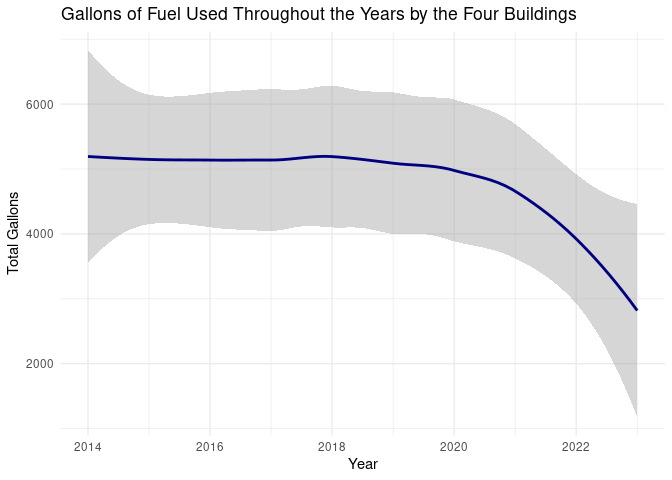 Gallons of Fuel Used Throughout the Years by the Four Buildings
6000
4000
2000
Total Gallons
2014 2016 2018 2020 2022
Year